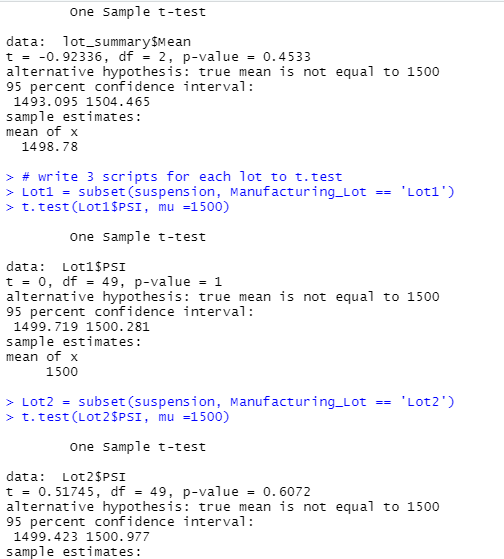 One Sample t-test
data:  lot_summary$Mean
t = -0.92336, df = 2, p-value = 0.4533
alternative hypothesis: true mean is not equal to 1500
95 percent confidence interval:
 1493.095 1504.465
sample estimates:
mean of x
  1498.78
> # write 3 scripts for each lot to t.test
> Lot1 = subset(suspension, Manufacturing_Lot == 'Lot1')
> t.test(Lot1$PSI, mu =1500)
One Sample t-test
data:  Lot1$PSI
t = 0, df = 49, p-value = 1
alternative hypothesis: true mean is not equal to 1500
95 percent confidence interval:
 1499.719 1500.281
sample estimates:
mean of x
     1500
> Lot2 = subset(suspension, Manufacturing_Lot == 'Lot2')
> t.test(Lot2$PSI, mu =1500)
One Sample t-test
data:  Lot2$PSI
t = 0.51745, df = 49, p-value = 0.6072
alternative hypothesis: true mean is not equal to 1500
95 percent confidence interval:
 1499.423 1500.977
sample estimates: